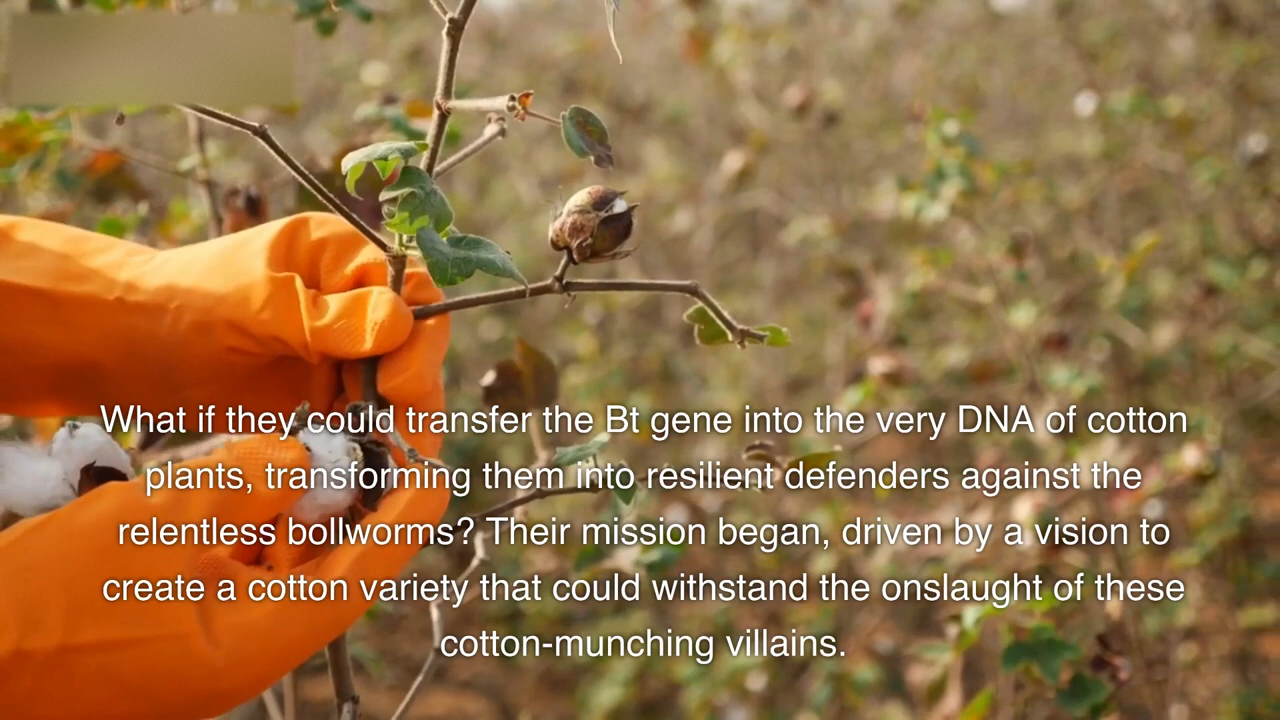 What if they could transfer the Bt gene into the very DNA of cotton
plants, transforming them into resilient defenders against the
relentless bollworms? Their mission began, driven by a vision to
create a cotton variety that could withstand the onslaught of these
cotton-munching villains.